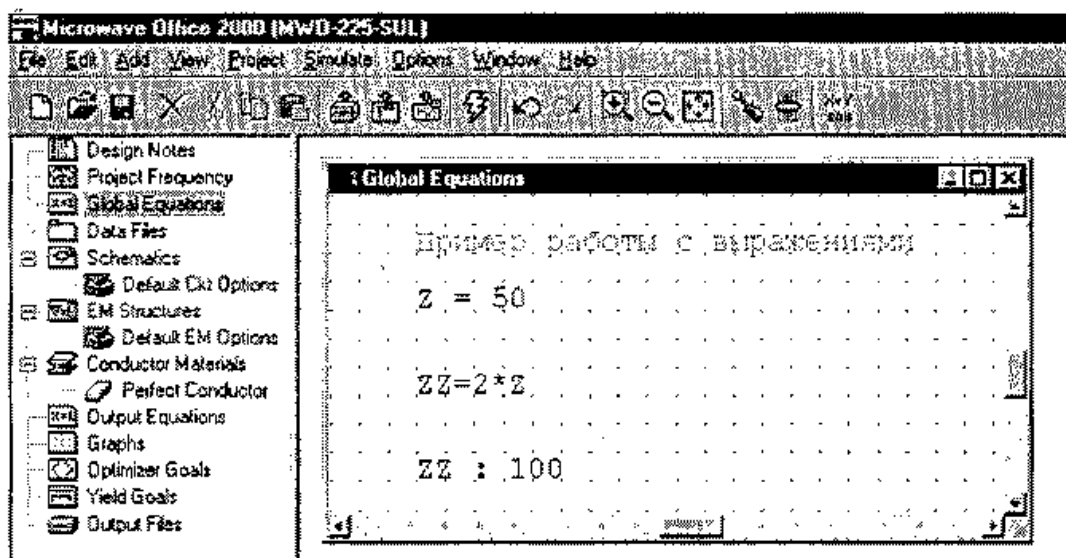 Microwave Office 2000 (MWD-225-SUL)
File Edit Add View Project Simulate Options Window Help
Design Notes
Project Frequency
Global Equations
Data Files
Schematics
Default Ckt Options
EM Structures
Default EM Options
Conductor Materials
Perfect Conductor
Output Equations
Graphs
Optimizer Goals
Yield Goals
Output Files
Global Equations
Пример работы с выражениями
Z = 50
ZZ=2*Z
ZZ : 100